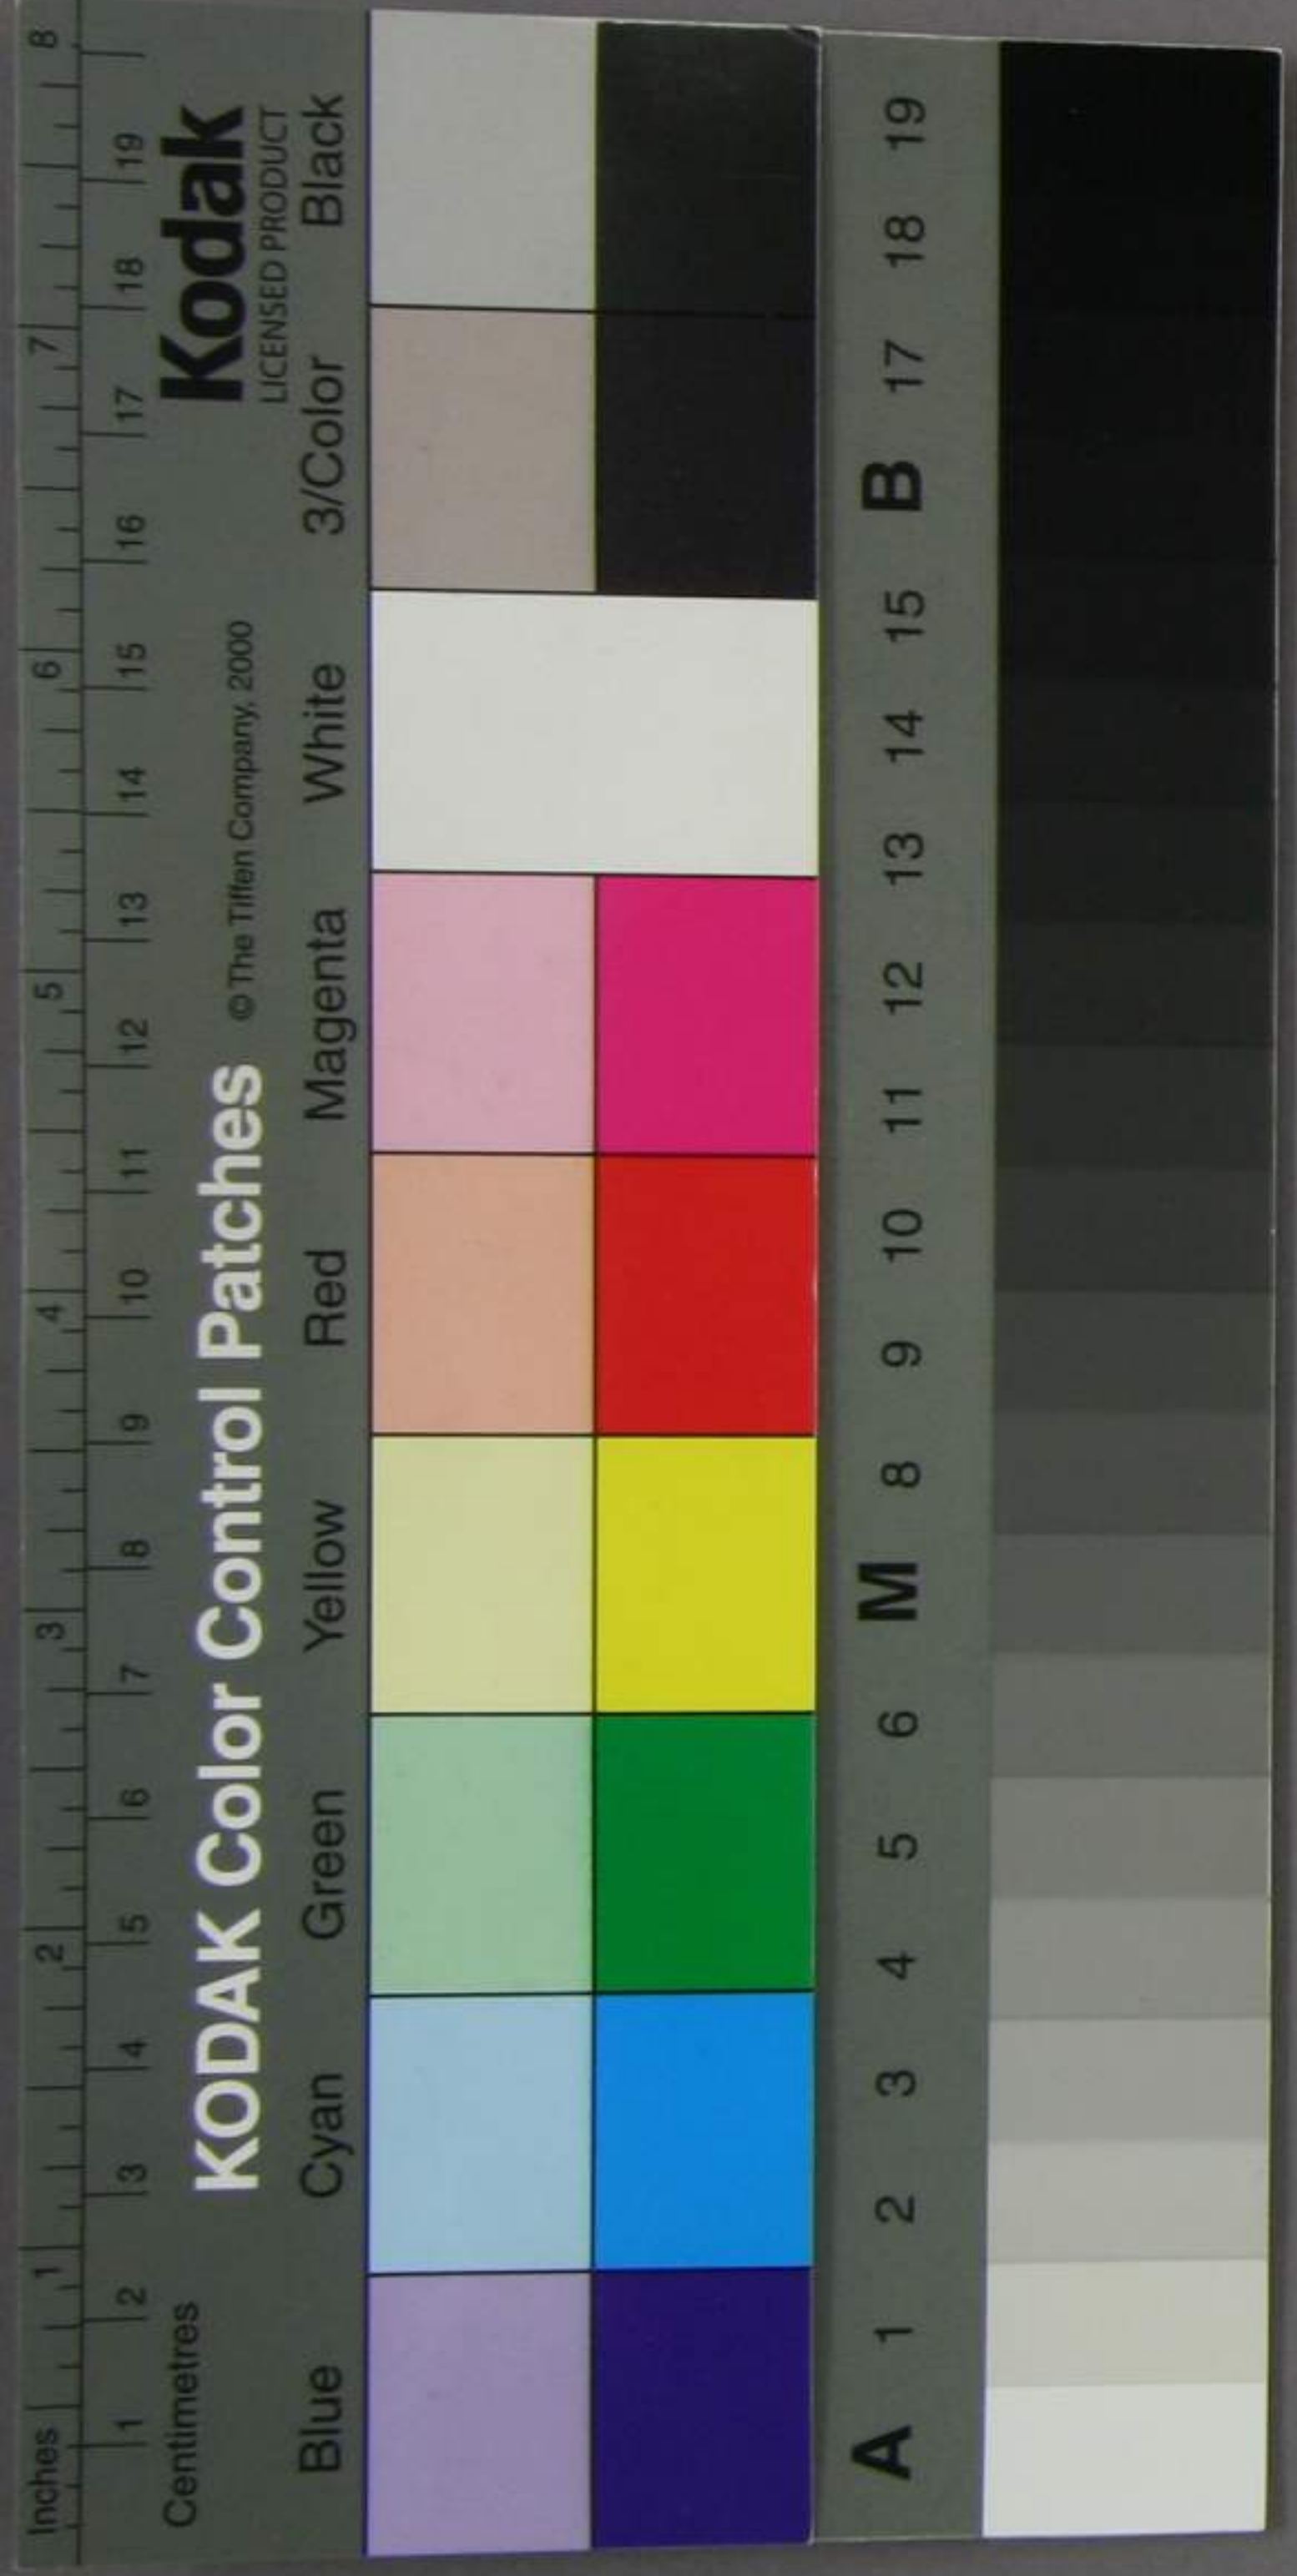 Inches 1 2 3 4 5 6 7 8
1 2 3 4 5 6 7 8 9 10 11 12 13 14 15 16 17 18 19
Centimetres
KODAK Color Control Patches © The Tiffen Company, 2000
Kodak
LICENSED PRODUCT
Blue Cyan Green Yellow Red Magenta White 3/Color Black
A 1 2 3 4 5 6 M 8 9 10 11 12 13 14 15 B 17 18 19